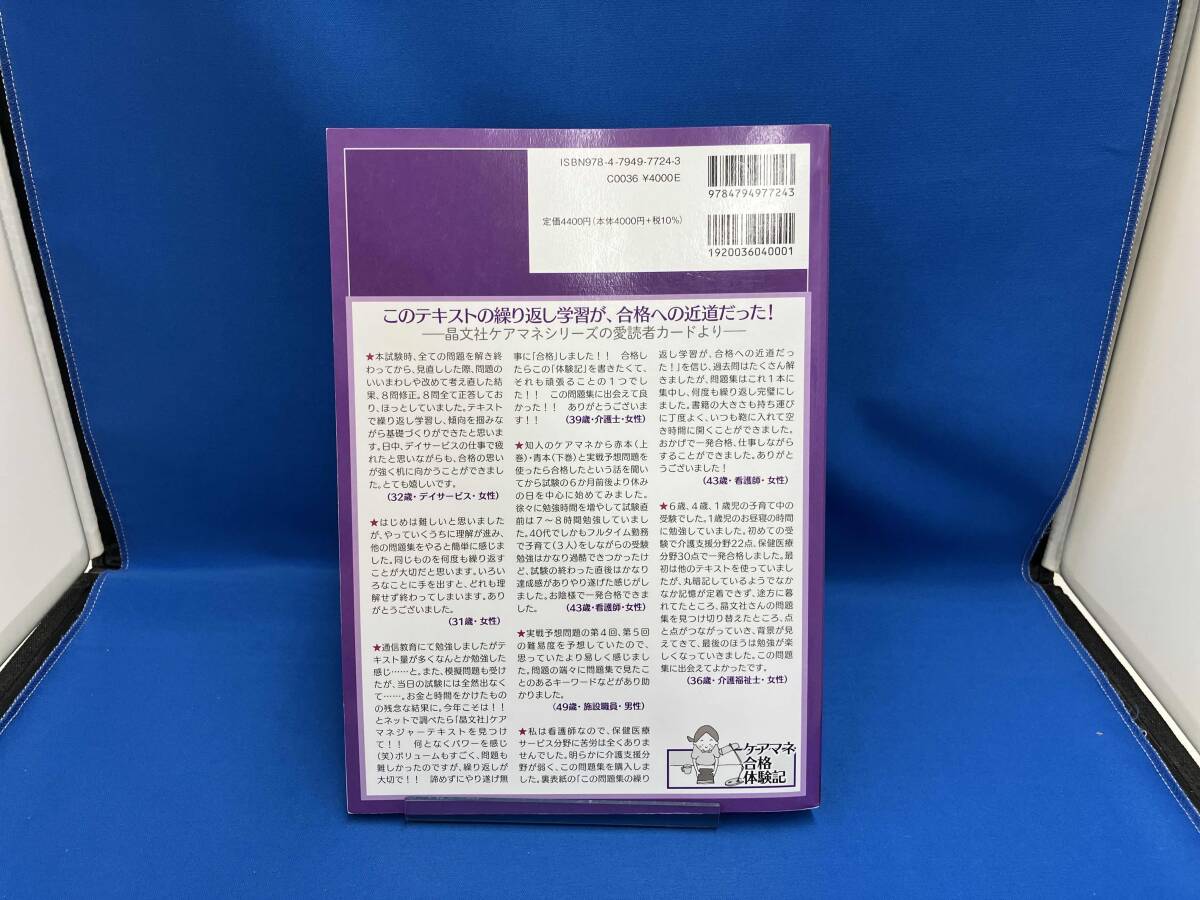 ISBN978-4-7949-7724-3
C0036 ¥4000E
定価4400円(本体4000円+税10%)
9784794977243
1920036040001
このテキストの繰り返し学習が、合格への近道だった!
──晶文社ケアマネシリーズの愛読者カードより──
★本試験時、全ての問題を解き終
わってから、見直しした際、問題の
いいまわしや改めて考え直した結
果、8問修正。8問全て正答してお
り、ほっとしていました。テキスト
で繰り返し学習し、傾向を掴みな
がら基礎づくりができたと思いま
す。日中、デイサービスの仕事で疲
れたと思いながらも、合格の思い
が強く机に向かうことができまし
た。とても嬉しいです。
(32歳・デイサービス・女性)
★はじめは難しいと思いました
が、やっていくうちに理解が進み、
他の問題集をやると簡単に感じま
した。同じものを何度も繰り返す
ことが大切だと思います。いろい
ろなことに手を出すと、どれも理
解せず終わってしまいます。あり
がとうございました。
(31歳・女性)
★通信教育にて勉強しましたがテ
キスト量が多くなんとか勉強した
感じ……と。また、模擬問題も受け
たが、当日の試験には全然出なく
て……。お金と時間をかけたもの
の残念な結果に。今年こそは!!
とネットで調べたら「晶文社」ケア
マネジャーテキストを見つけ
て!! 何となくパワーを感じ
(笑)ボリュームもすごく、問題も
難しかったのですが、繰り返しが
大切で!! 諦めずにやり遂げ無
事に「合格」しました!! 合格し
たらこの「体験記」を書きたくて、
それも頑張ることの1つでし
た!! この問題集に出会えて良
かった!! ありがとうございま
す!!
(39歳・介護士・女性)
★知人のケアマネから赤本(上
巻)・青本(下巻)と実戦予想問題を
使ったら合格したという話を聞い
てから試験の6か月前後より休み
の日を中心に始めてみました。
徐々に勉強時間を増やして試験直
前は7〜8時間勉強していまし
た。40代でしかもフルタイム勤務
で子育て(3人)をしながらの受験
勉強はかなり過酷できつかったけ
ど、試験の終わった直後はかなり
達成感がありやり遂げた感じがし
ました。お陰様で一発合格できま
した。
(43歳・看護師・女性)
★実戦予想問題の第4回、第5回
の難易度を予想していたので、
思っていたより易しく感じまし
た。問題の端々に問題集で見たこ
とのあるキーワードなどがあり助
かりました。
(49歳・施設職員・男性)
★私は看護師なので、保健医療
サービス分野に苦労は全くありま
せんでした。明らかに介護支援分
野が弱く、この問題集を購入しま
した。裏表紙の「この問題集の繰り
返し学習が、合格への近道だっ
た!」を信じ、過去問はたくさん解
きましたが、問題集はこれ1本に
集中し、何度も繰り返し完璧にし
ました。書籍の大きさも持ち運び
に丁度よく、いつも鞄に入れて空
き時間に開くことができました。
おかげで一発合格、仕事しながら
することができました。ありがと
うございました!
(43歳・看護師・女性)
★6歳、4歳、1歳児の子育て中の
受験でした。1歳児のお昼寝の時間
に勉強していました。初めての受
験で介護支援分野22点、保健医療
分野30点で一発合格しました。最
初は他のテキストを使っていまし
たが、丸暗記しているようでなか
なか記憶が定着できず、途方に暮
れてたところ、晶文社さんの問題
集を見つけ切り替えたところ、点
と点がつながっていき、背景が見
えてきて、最後のほうは勉強が楽
しくなっていきました。この問題
集に出会えてよかったです。
(36歳・介護福祉士・女性)
ケアマネ
合格
体験記